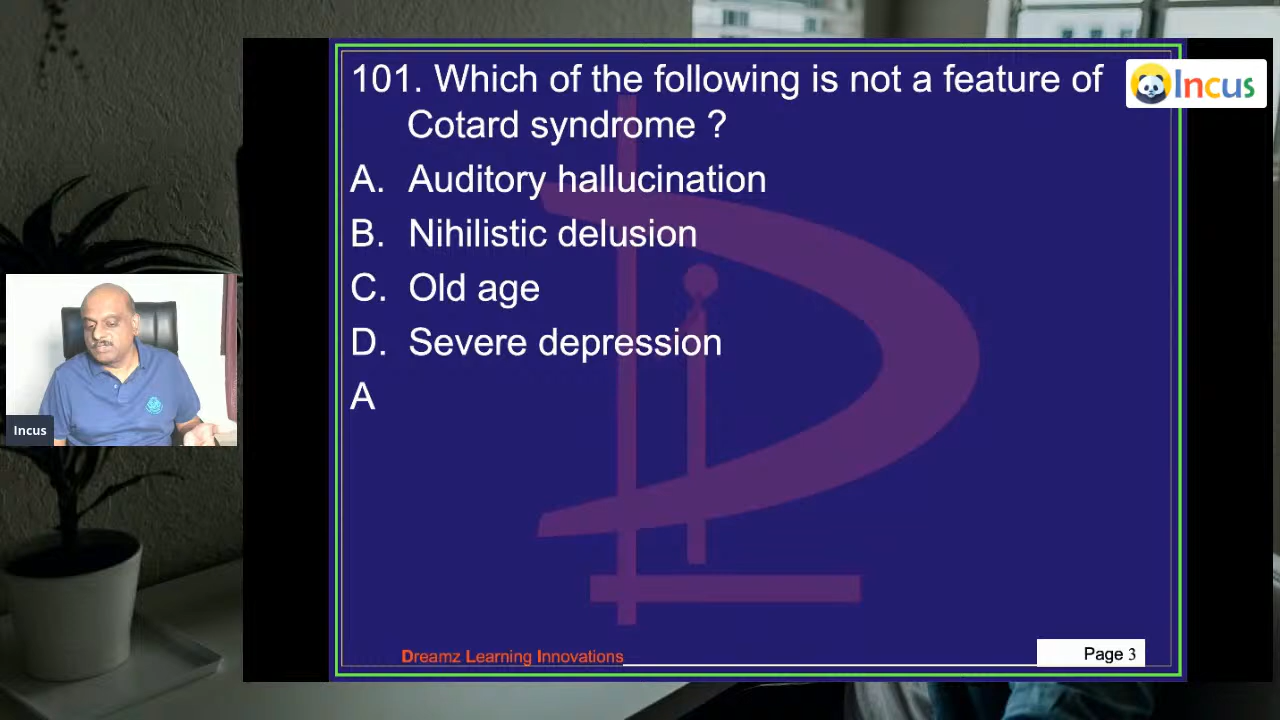 101. Which of the following is not a feature of
Cotard syndrome ?
A. Auditory hallucination
B. Nihilistic delusion
C. Old age
D. Severe depression
A
Incus
Incus
Dreamz Learning Innovations
Page 3